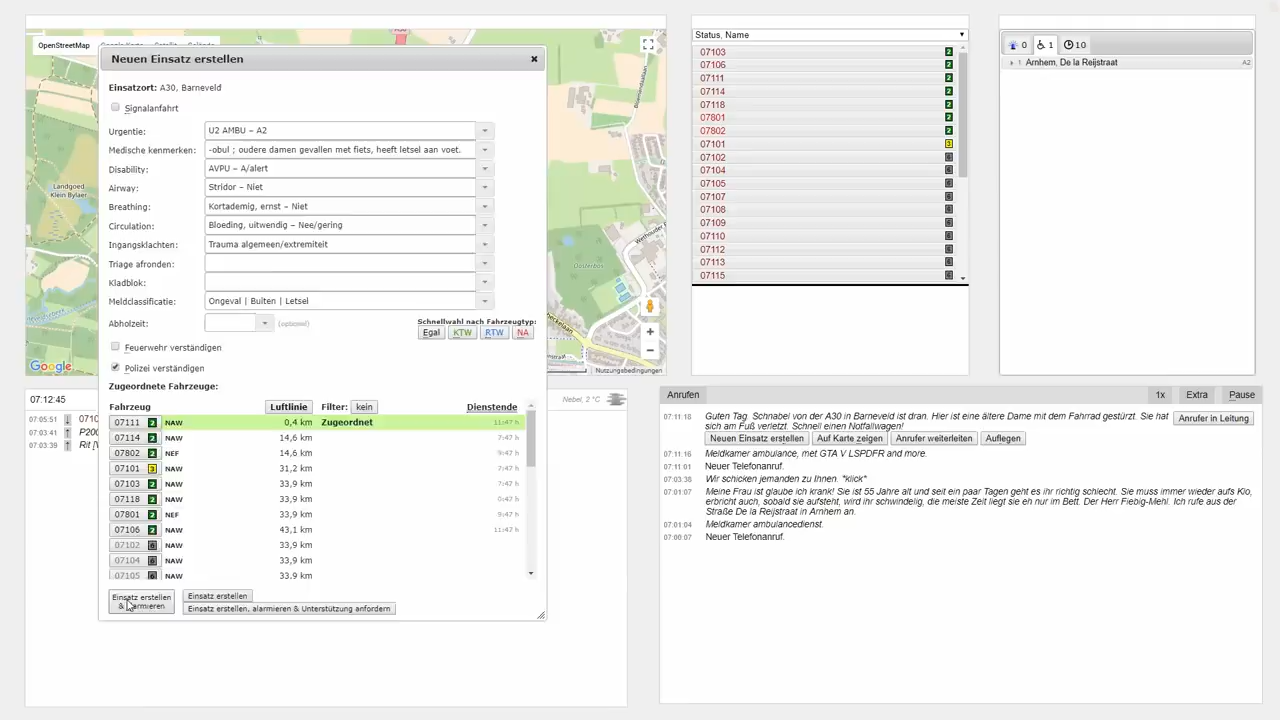 OpenStreetMap
Landgoed
Klein Bylaer
Oosterbos
Google
Nutzungsbedingungen
Neuen Einsatz erstellen
Einsatzort: A30, Barneveld
Signalanfahrt
Urgentie: U2 AMBU – A2
Medische kenmerken: -obul ; oudere damen gevallen met fiets, heeft letsel aan voet.
Disability: AVPU – A/alert
Airway: Stridor – Niet
Breathing: Kortademig, ernst – Niet
Circulation: Bloeding, uitwendig – Nee/gering
Ingangsklachten: Trauma algemeen/extremiteit
Triage afronden:
Kladblok:
Meldclassificatie: Ongeval | Buiten | Letsel
Abholzeit: (optional)
Schnellwahl nach Fahrzeugtyp:
Egal KTW RTW NA
Feuerwehr verständigen
Polizei verständigen
Zugeordnete Fahrzeuge:
Fahrzeug Luftlinie Filter: kein Dienstende
07111 2 NAW 0,4 km Zugeordnet 11:47 h
07114 2 NAW 14,6 km 7:47 h
07802 2 NEF 14,6 km 9:47 h
07101 3 NAW 31,2 km 7:47 h
07103 2 NAW 33,9 km 7:47 h
07118 2 NAW 33,9 km 0:47 h
07801 2 NEF 33,9 km 9:47 h
07106 2 NAW 43,1 km 11:47 h
07102 6 NAW 33,9 km
07104 6 NAW 33,9 km
07105 6 NAW 33,9 km
Einsatz erstellen
& alarmieren
Einsatz erstellen
Einsatz erstellen, alarmieren & Unterstützung anfordern
Status, Name
07103 2
07106 2
07111 2
07114 2
07118 2
07801 2
07802 2
07101 3
07102 6
07104 6
07105 6
07107 6
07108 6
07109 6
07110 6
07112 6
07113 6
07115 6
0 1 10
1 Arnhem, De la Reijstraat A2
07:12:45 Nebel, 2 °C
07:05:51 0710
07:03:41 P200
07:03:39 Rit [V
Anrufen 1x Extra Pause
07:11:18 Guten Tag. Schnabel von der A30 in Barneveld ist dran. Hier ist eine ältere Dame mit dem Fahrrad gestürzt. Sie hat
sich am Fuß verletzt. Schnell einen Notfallwagen!
Anrufer in Leitung
Neuen Einsatz erstellen Auf Karte zeigen Anrufer weiterleiten Auflegen
07:11:16 Meldkamer ambulance, met GTA V LSPDFR and more.
07:11:01 Neuer Telefonanruf.
07:03:38 Wir schicken jemanden zu Ihnen. *klick*
07:01:07 Meine Frau ist glaube ich krank! Sie ist 55 Jahre alt und seit ein paar Tagen geht es ihr richtig schlecht. Sie muss immer wieder aufs Klo,
erbricht auch, sobald sie aufsteht, wird ihr schwindelig, die meiste Zeit liegt sie eh nur im Bett. Der Herr Fiebig-Mehl. Ich rufe aus der
Straße De la Reijstraat in Arnhem an.
07:01:04 Meldkamer ambulancedienst.
07:00:07 Neuer Telefonanruf.